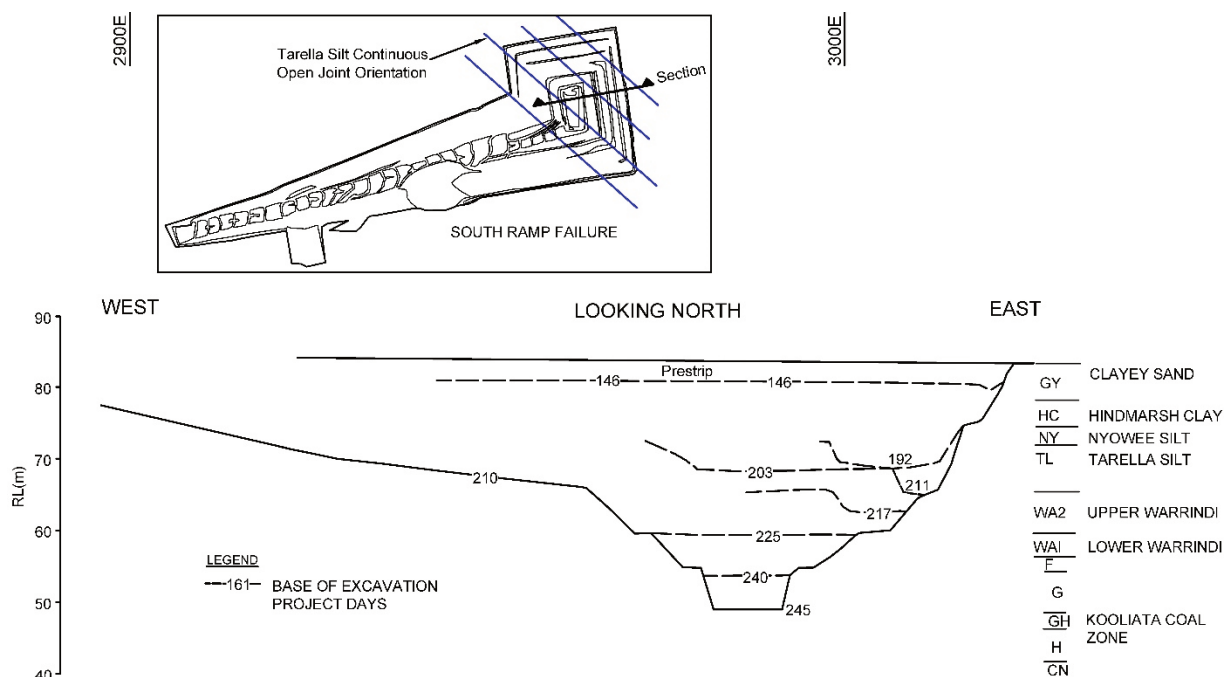 2900E
3000E
Tarella Silt Continuous
Open Joint Orientation
Section
SOUTH RAMP FAILURE
WEST
LOOKING NORTH
EAST
RL(m)
90
80
70
60
50
40
Prestrip
146
146
192
203
210
211
217
225
240
245
LEGEND
161
BASE OF EXCAVATION
PROJECT DAYS
GY CLAYEY SAND
HC HINDMARSH CLAY
NY NYOWEE SILT
TL TARELLA SILT
WA2 UPPER WARRINDI
WAI LOWER WARRINDI
F
G
GH KOOLIATA COAL
ZONE
H
CN